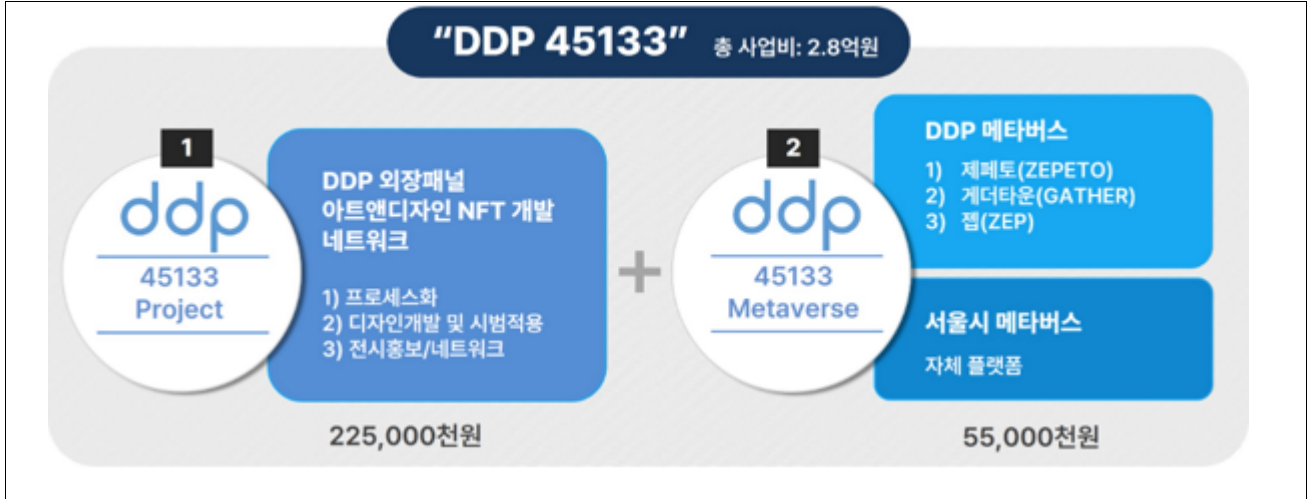 “DDP 45133” 총 사업비: 2.8억원
1
ddp
45133
Project
DDP 외장패널
아트앤디자인 NFT 개발
네트워크
1) 프로세스화
2) 디자인개발 및 시범적용
3) 전시홍보/네트워크
225,000천원
+
2
ddp
45133
Metaverse
DDP 메타버스
1) 제페토(ZEPETO)
2) 게더타운(GATHER)
3) 젭(ZEP)
서울시 메타버스
자체 플랫폼
55,000천원